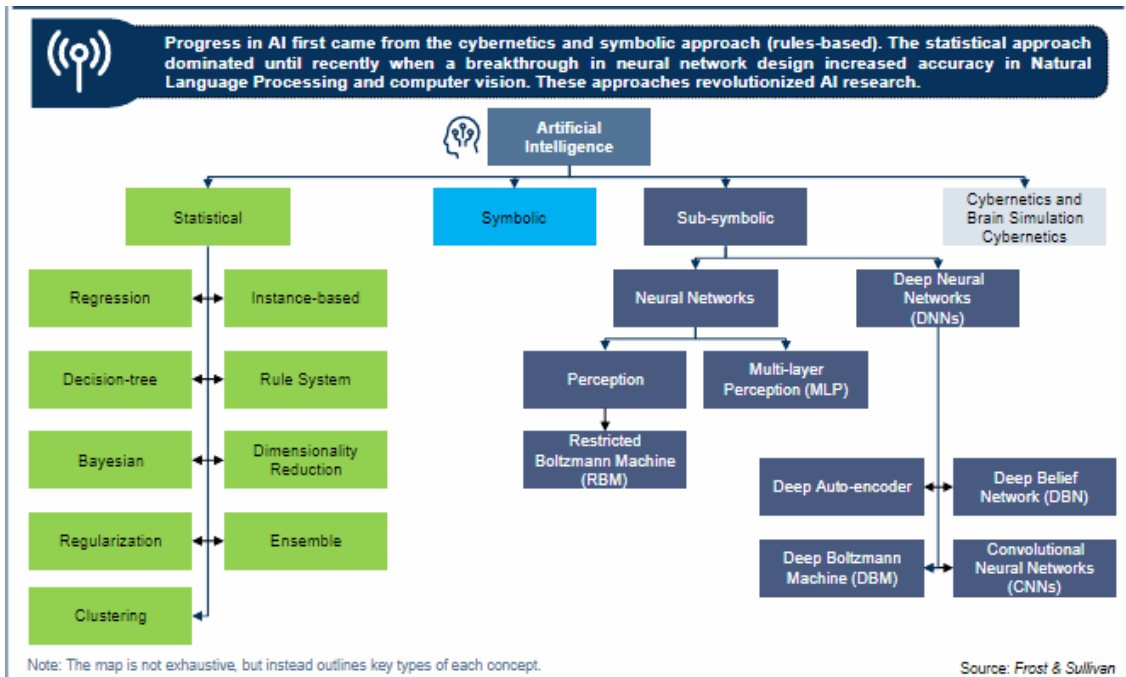 Progress in AI first came from the cybernetics and symbolic approach (rules-based). The statistical approach
dominated until recently when a breakthrough in neural network design increased accuracy in Natural
Language Processing and computer vision. These approaches revolutionized AI research.
Artificial
Intelligence
Statistical
Symbolic
Sub-symbolic
Cybernetics and
Brain Simulation
Cybernetics
Regression
Instance-based
Neural Networks
Deep Neural
Networks
(DNNs)
Decision-tree
Rule System
Perception
Multi-layer
Perception (MLP)
Bayesian
Dimensionality
Reduction
Restricted
Boltzmann Machine
(RBM)
Deep Auto-encoder
Deep Belief
Network (DBN)
Regularization
Ensemble
Deep Boltzmann
Machine (DBM)
Convolutional
Neural Networks
(CNNs)
Clustering
Note: The map is not exhaustive, but instead outlines key types of each concept.
Source: Frost & Sullivan